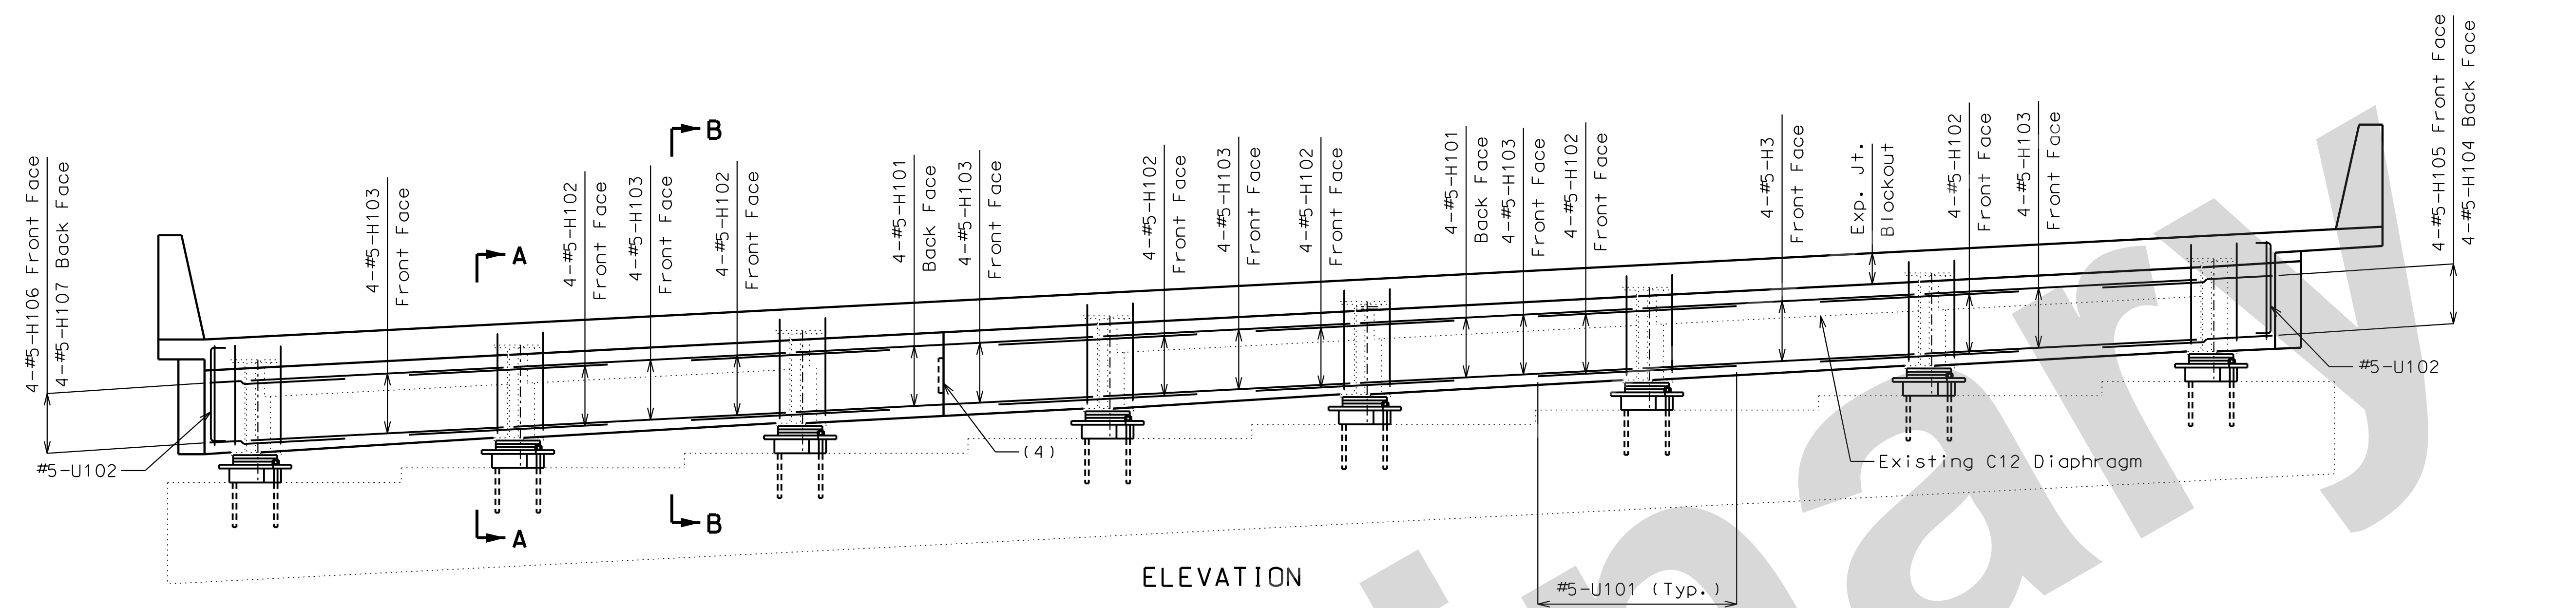 4-#5-H106 Front Face
4-#5-H107 Back Face
4-#5-H103
Front Face
4-#5-H102
Front Face
4-#5-H103
Front Face
4-#5-H102
Front Face
4-#5-H101
Back Face
4-#5-H103
Front Face
4-#5-H102
Front Face
4-#5-H103
Front Face
4-#5-H102
Front Face
4-#5-H101
Back Face
4-#5-H103
Front Face
4-#5-H102
Front Face
4-#5-H3
Front Face
Exp. Jt.
Blockout
4-#5-H102
Front Face
4-#5-H103
Front Face
4-#5-H105 Front Face
4-#5-H104 Back Face
B
A
#5-U102
#5-U102
(4)
Existing C12 Diaphragm
A
B
ELEVATION
#5-U101 (Typ.)
inary